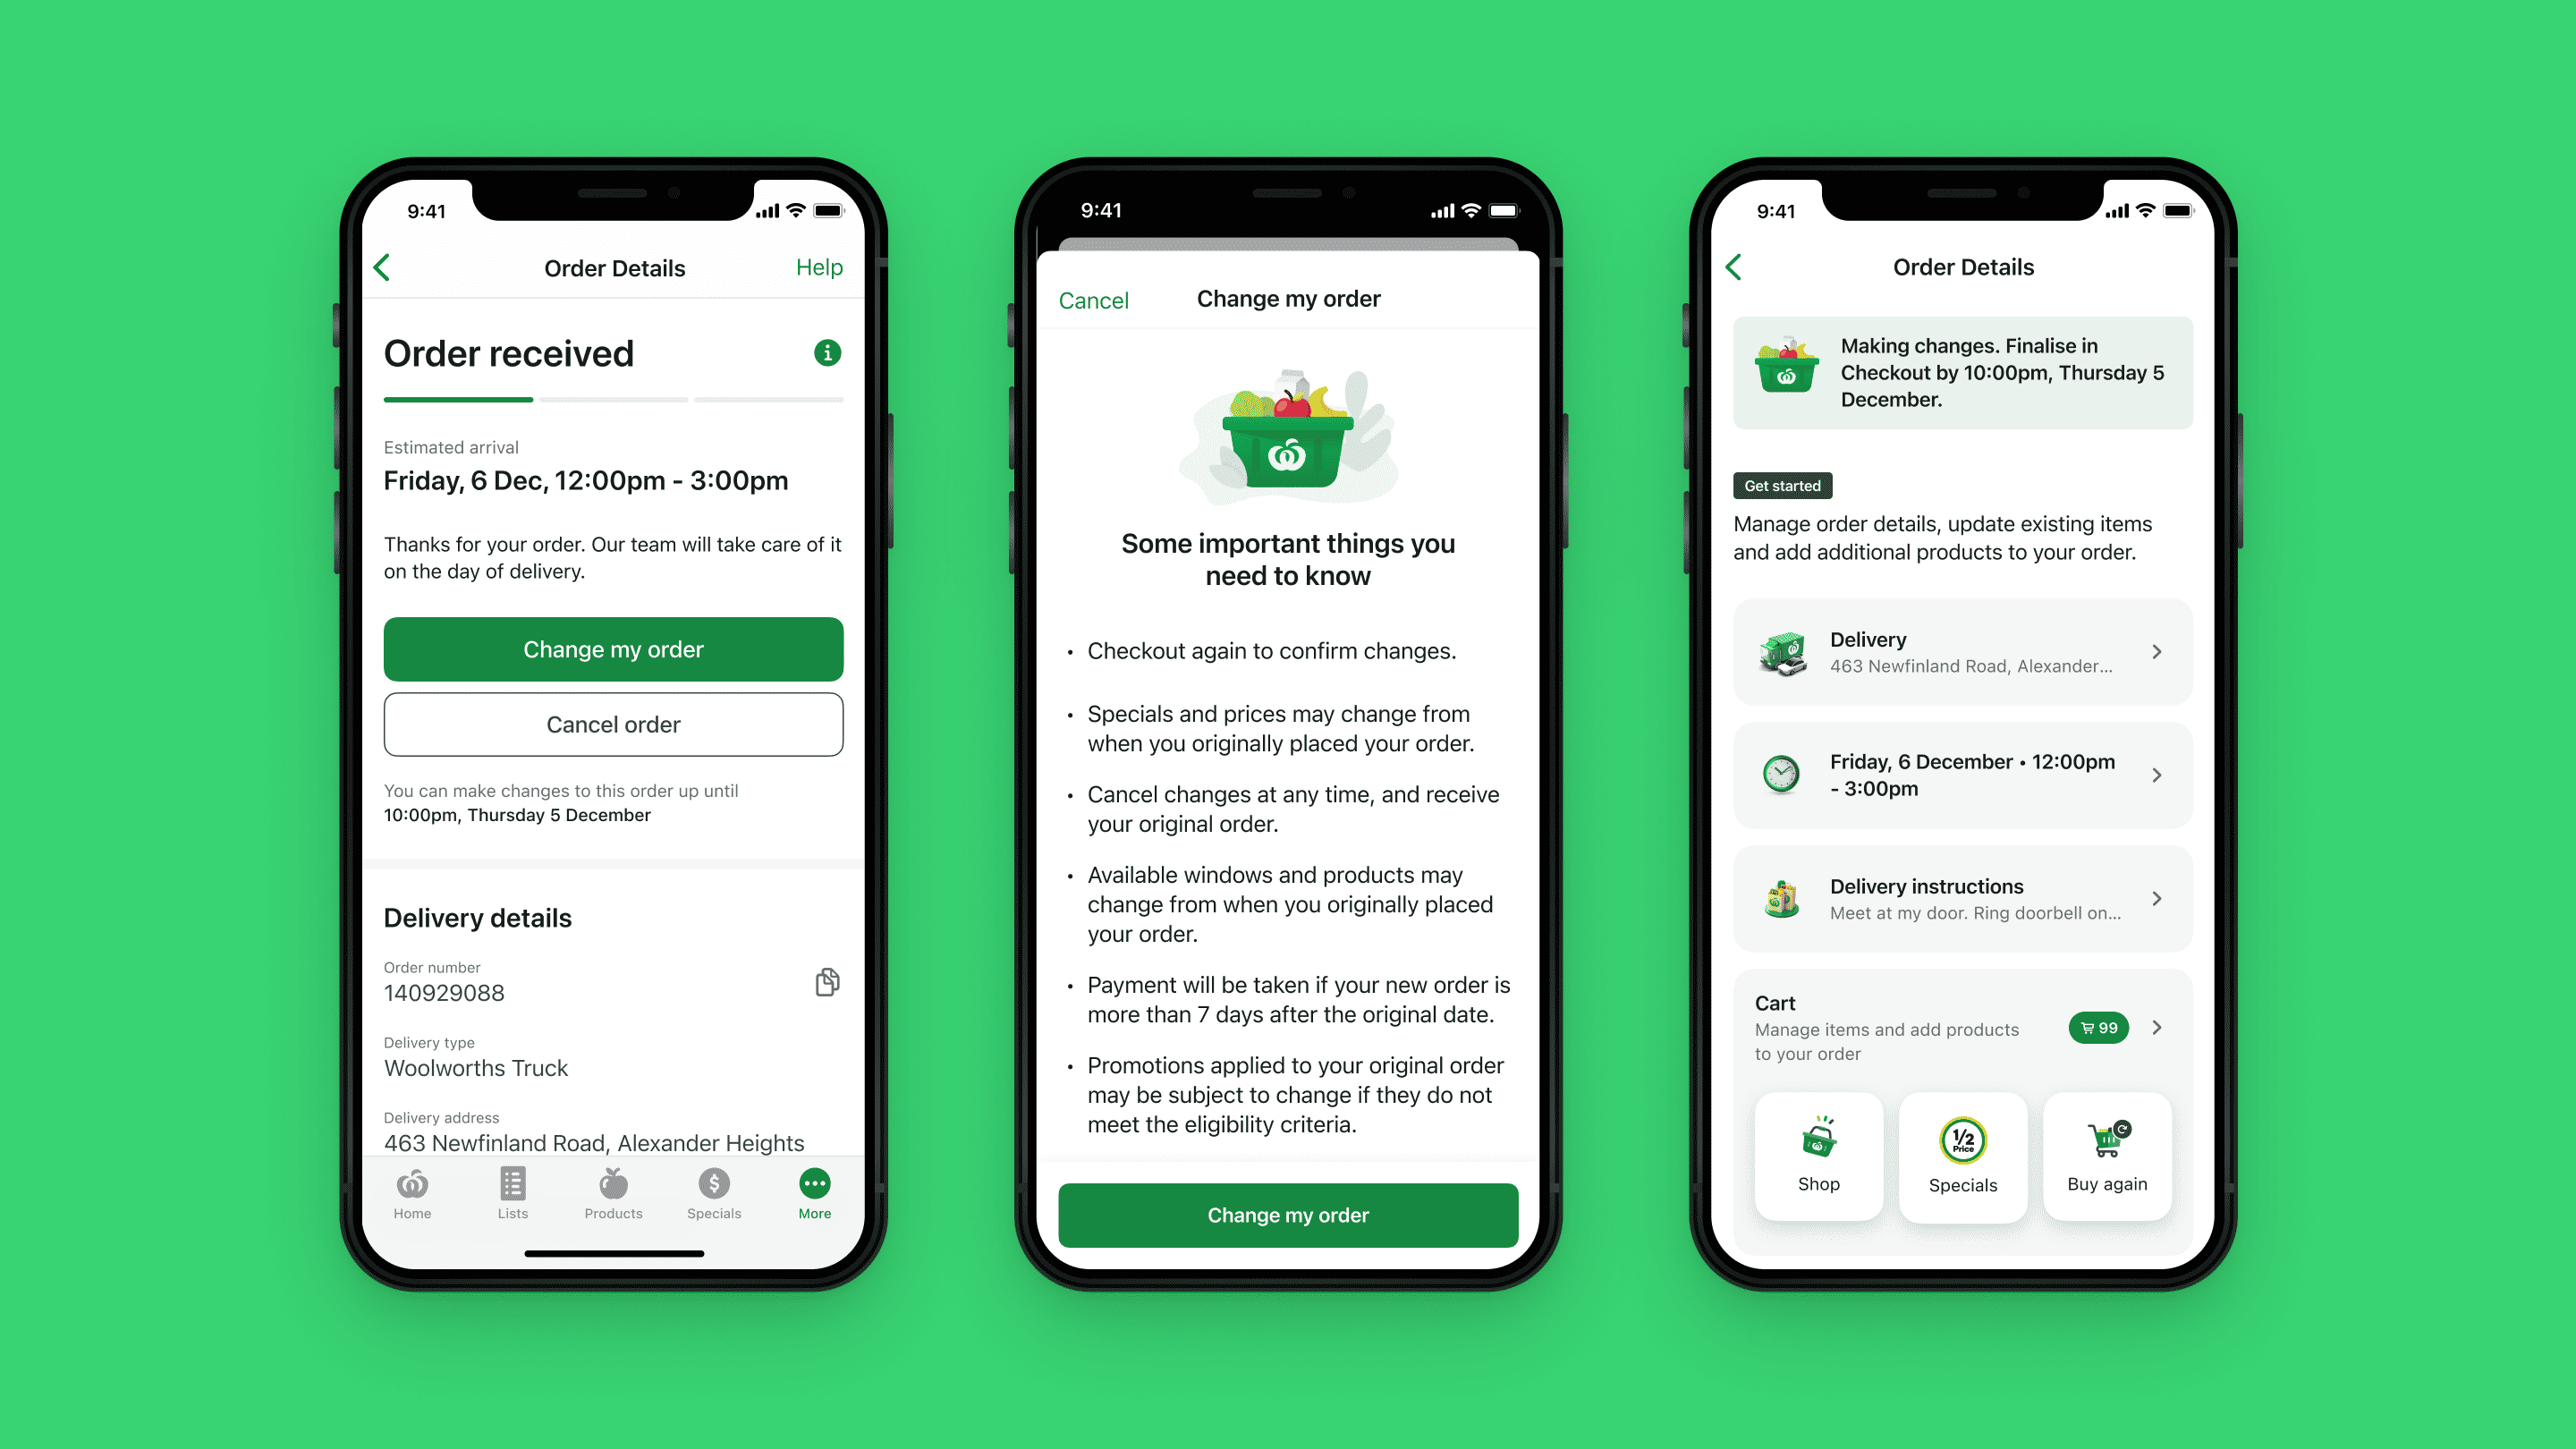 9:41
Order Details
Help
Order received
Estimated arrival
Friday, 6 Dec, 12:00pm - 3:00pm
Thanks for your order. Our team will take care of it
on the day of delivery.
Change my order
Cancel order
You can make changes to this order up until
10:00pm, Thursday 5 December
Delivery details
Order number
140929088
Delivery type
Woolworths Truck
Delivery address
463 Newfinland Road, Alexander Heights
Home
Lists
Products
Specials
More
9:41
Cancel
Change my order
Some important things you
need to know
• Checkout again to confirm changes.
• Specials and prices may change from
when you originally placed your order.
• Cancel changes at any time, and receive
your original order.
• Available windows and products may
change from when you originally placed
your order.
• Payment will be taken if your new order is
more than 7 days after the original date.
• Promotions applied to your original order
may be subject to change if they do not
meet the eligibility criteria.
Change my order
9:41
Order Details
Making changes. Finalise in
Checkout by 10:00pm, Thursday 5
December.
Get started
Manage order details, update existing items
and add additional products to your order.
Delivery
463 Newfinland Road, Alexander...
Friday, 6 December • 12:00pm
- 3:00pm
Delivery instructions
Meet at my door. Ring doorbell on...
Cart
Manage items and add products
to your order
99
Shop
1/2
Price
Specials
Buy again